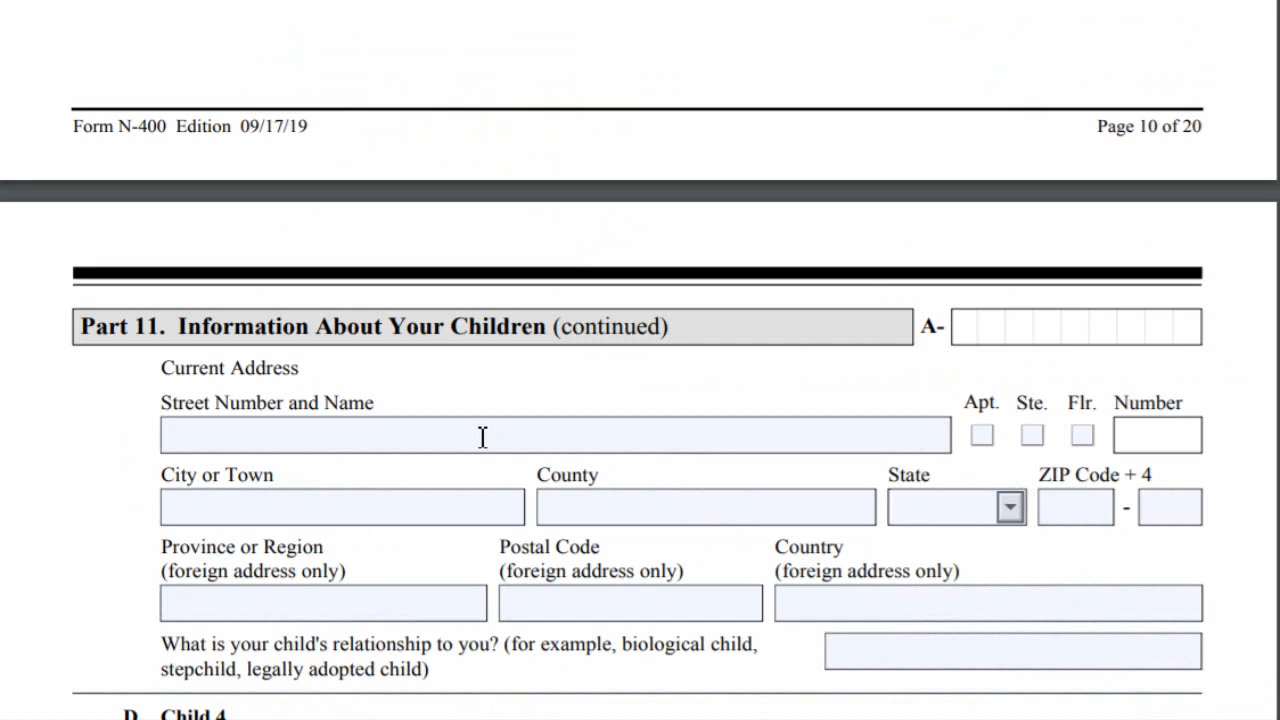 Form N-400 Edition 09/17/19 Page 10 of 20
Part 11. Information About Your Children (continued) A-
Current Address
Street Number and Name Apt. Ste. Flr. Number
City or Town County State ZIP Code + 4
-
Province or Region Postal Code Country
(foreign address only) (foreign address only) (foreign address only)
What is your child's relationship to you? (for example, biological child,
stepchild, legally adopted child)
D. Child 4